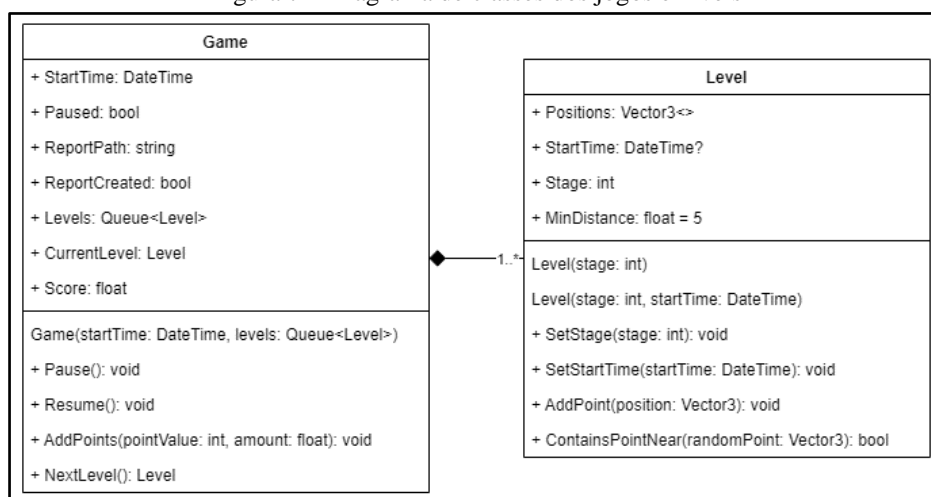 Game
+ StartTime: DateTime
+ Paused: bool
+ ReportPath: string
+ ReportCreated: bool
+ Levels: Queue<Level>
+ CurrentLevel: Level
+ Score: float
Game(startTime: DateTime, levels: Queue<Level>)
+ Pause(): void
+ Resume(): void
+ AddPoints(pointValue: int, amount: float): void
+ NextLevel(): Level
1..*
Level
+ Positions: Vector3<>
+ StartTime: DateTime?
+ Stage: int
+ MinDistance: float = 5
Level(stage: int)
Level(stage: int, startTime: DateTime)
+ SetStage(stage: int): void
+ SetStartTime(startTime: DateTime): void
+ AddPoint(position: Vector3): void
+ ContainsPointNear(randomPoint: Vector3): bool